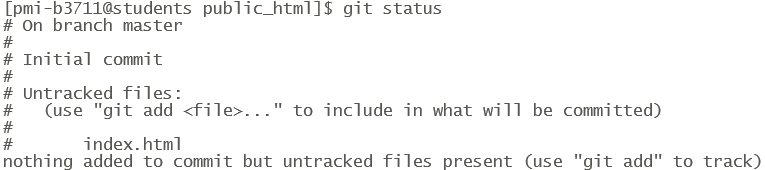 [pmi-b3711@students public_html]$ git status
# On branch master
#
# Initial commit
#
# Untracked files:
#   (use "git add <file>..." to include in what will be committed)
#
#       index.html
nothing added to commit but untracked files present (use "git add" to track)